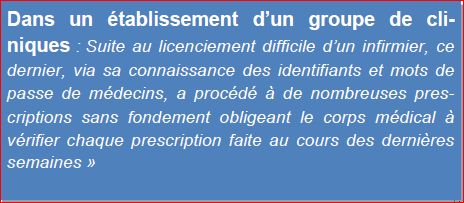 Dans un établissement d’un groupe de cli-
niques : Suite au licenciement difficile d’un infirmier, ce
dernier, via sa connaissance des identifiants et mots de
passe de médecins, a procédé à de nombreuses pres-
criptions sans fondement obligeant le corps médical à
vérifier chaque prescription faite au cours des dernières
semaines »